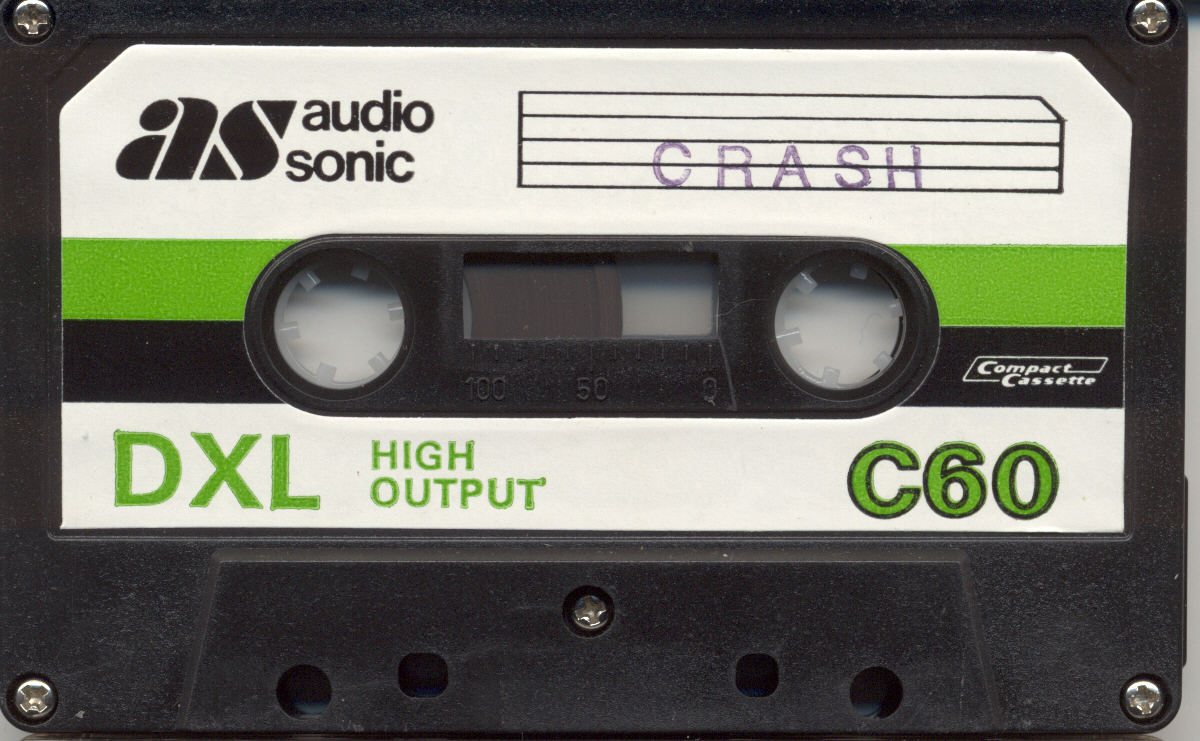 as audio
sonic
CRASH
100 50 0
Compact
Cassette
DXL HIGH
OUTPUT
C60